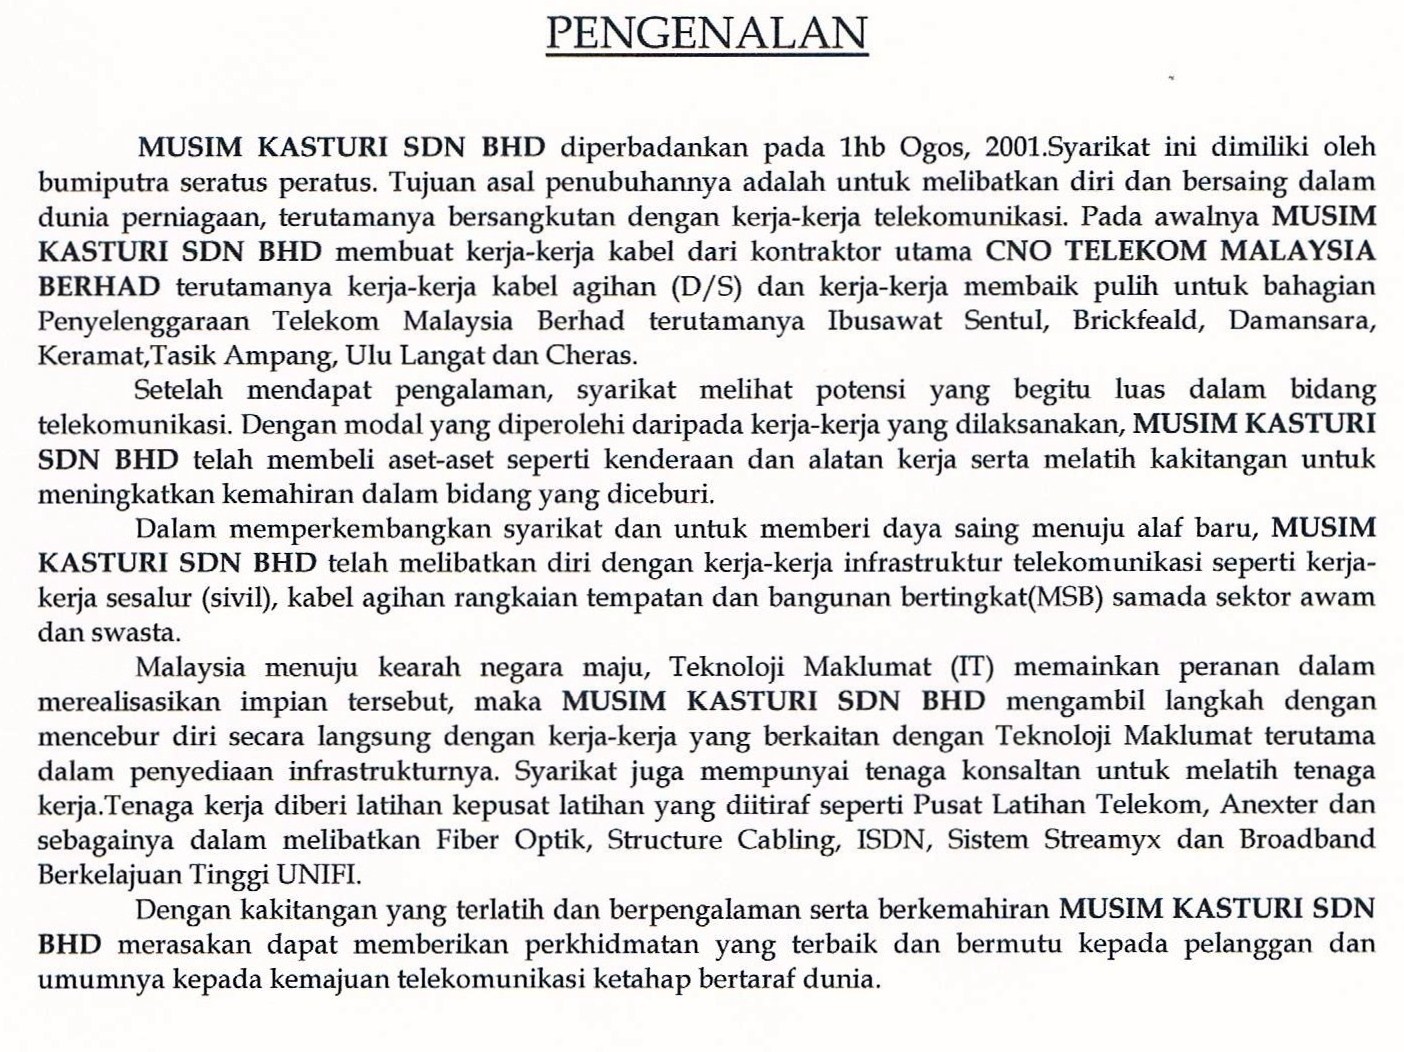 PENGENALAN
MUSIM KASTURI SDN BHD diperbadankan pada 1hb Ogos, 2001.Syarikat ini dimiliki oleh
bumiputra seratus peratus. Tujuan asal penubuhannya adalah untuk melibatkan diri dan bersaing dalam
dunia perniagaan, terutamanya bersangkutan dengan kerja-kerja telekomunikasi. Pada awalnya MUSIM
KASTURI SDN BHD membuat kerja-kerja kabel dari kontraktor utama CNO TELEKOM MALAYSIA
BERHAD terutamanya kerja-kerja kabel agihan (D/S) dan kerja-kerja membaik pulih untuk bahagian
Penyelenggaraan Telekom Malaysia Berhad terutamanya Ibusawat Sentul, Brickfeald, Damansara,
Keramat,Tasik Ampang, Ulu Langat dan Cheras.
Setelah mendapat pengalaman, syarikat melihat potensi yang begitu luas dalam bidang
telekomunikasi. Dengan modal yang diperolehi daripada kerja-kerja yang dilaksanakan, MUSIM KASTURI
SDN BHD telah membeli aset-aset seperti kenderaan dan alatan kerja serta melatih kakitangan untuk
meningkatkan kemahiran dalam bidang yang diceburi.
Dalam memperkembangkan syarikat dan untuk memberi daya saing menuju alaf baru, MUSIM
KASTURI SDN BHD telah melibatkan diri dengan kerja-kerja infrastruktur telekomunikasi seperti kerja-
kerja sesalur (sivil), kabel agihan rangkaian tempatan dan bangunan bertingkat(MSB) samada sektor awam
dan swasta.
Malaysia menuju kearah negara maju, Teknoloji Maklumat (IT) memainkan peranan dalam
merealisasikan impian tersebut, maka MUSIM KASTURI SDN BHD mengambil langkah dengan
mencebur diri secara langsung dengan kerja-kerja yang berkaitan dengan Teknoloji Maklumat terutama
dalam penyediaan infrastrukturnya. Syarikat juga mempunyai tenaga konsaltan untuk melatih tenaga
kerja.Tenaga kerja diberi latihan kepusat latihan yang diitiraf seperti Pusat Latihan Telekom, Anexter dan
sebagainya dalam melibatkan Fiber Optik, Structure Cabling, ISDN, Sistem Streamyx dan Broadband
Berkelajuan Tinggi UNIFI.
Dengan kakitangan yang terlatih dan berpengalaman serta berkemahiran MUSIM KASTURI SDN
BHD merasakan dapat memberikan perkhidmatan yang terbaik dan bermutu kepada pelanggan dan
umumnya kepada kemajuan telekomunikasi ketahap bertaraf dunia.